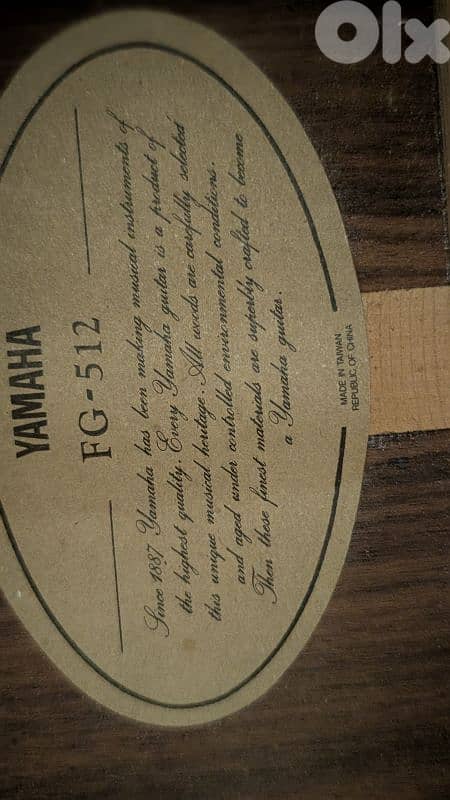 Olx
YAMAHA
FG-512
Since 1887 Yamaha has been making musical instruments of
the highest quality. Every Yamaha guitar is a product of
this unique musical heritage. All woods are carefully selected
and aged under controlled environmental conditions.
Then these finest materials are superbly crafted to become
a Yamaha guitar.
MADE IN TAIWAN
REPUBLIC OF CHINA